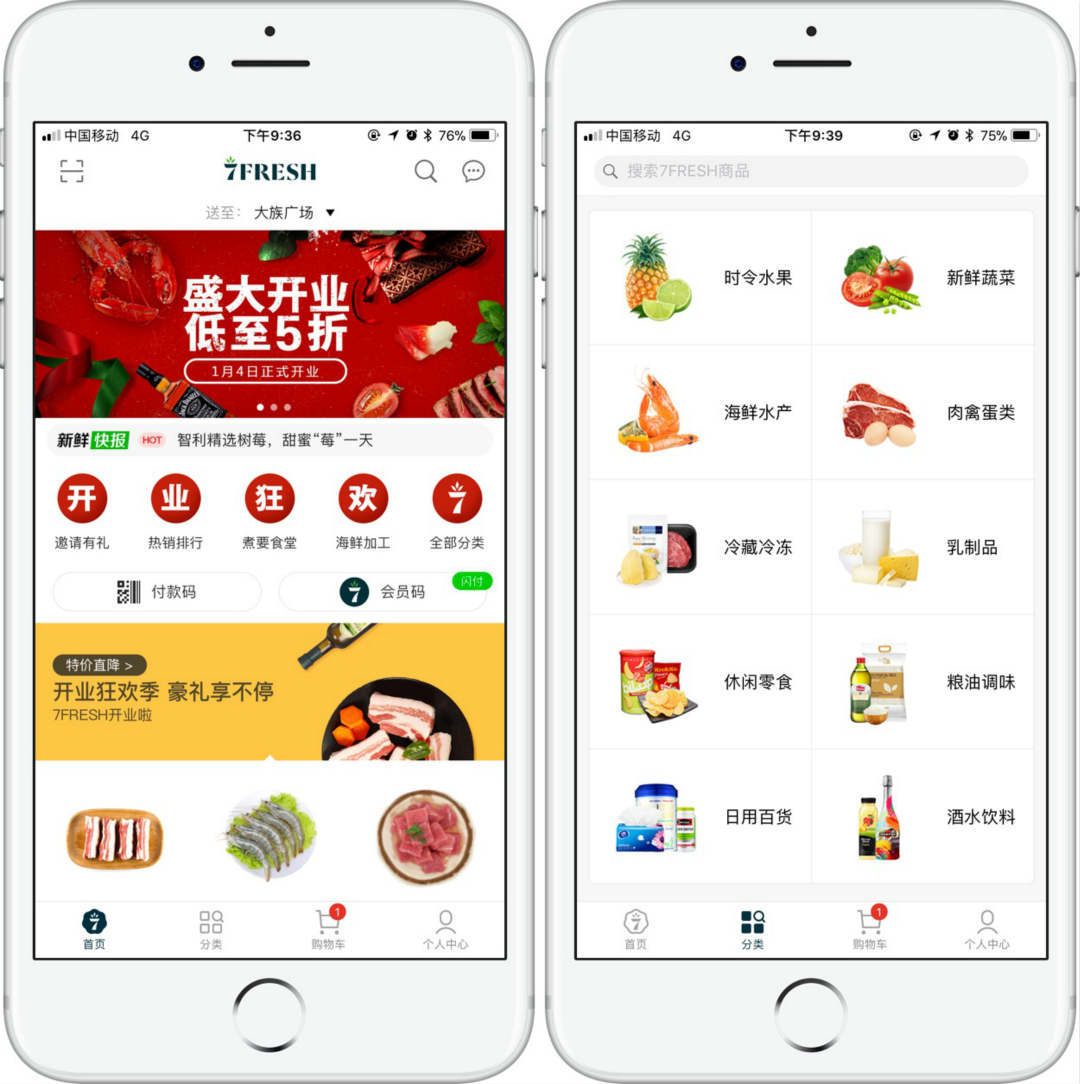 中国移动 4G 下午9:36 76%
7FRESH
送至： 大族广场
盛大开业
低至5折
1月4日正式开业
新鲜快报 HOT 智利精选树莓，甜蜜“莓”一天
开 业 狂 欢 7
邀请有礼 热销排行 煮要食堂 海鲜加工 全部分类
付款码 7 会员码 闪付
特价直降 >
开业狂欢季 豪礼享不停
7FRESH开业啦
1
首页 分类 购物车 个人中心
中国移动 4G 下午9:39 75%
搜索7FRESH商品
时令水果 新鲜蔬菜
海鲜水产 肉禽蛋类
冷藏冷冻 乳制品
休闲零食 粮油调味
日用百货 酒水饮料
1
首页 分类 购物车 个人中心